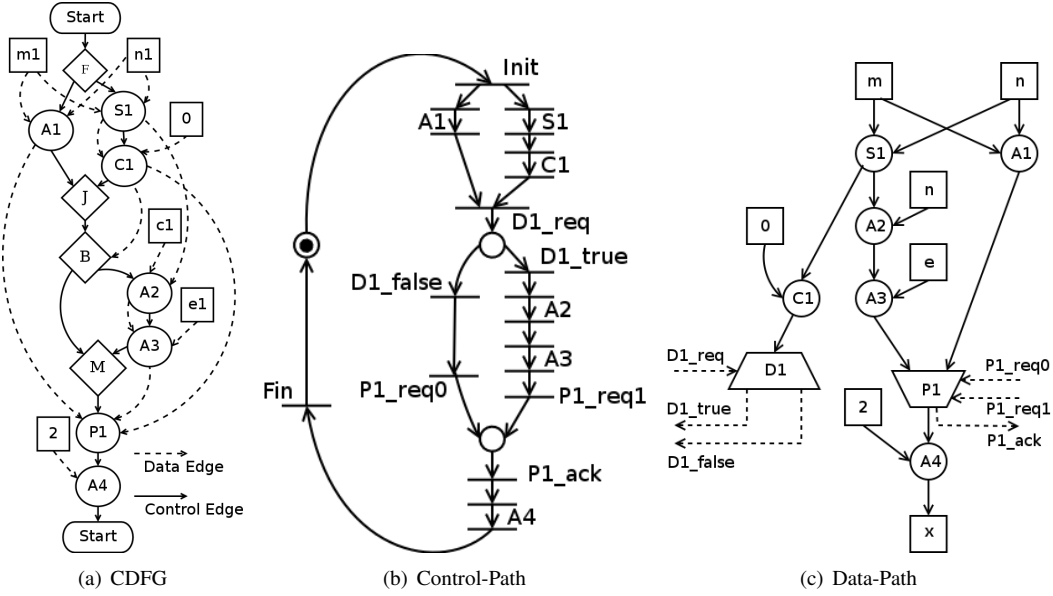 Start
m1
n1
F
S1
A1
0
C1
J
c1
B
A2
e1
A3
M
2
P1
Data Edge
A4
Control Edge
Start
(a) CDFG
Init
A1
S1
C1
D1_req
D1_true
D1_false
A2
A3
Fin
P1_req0
P1_req1
P1_ack
A4
(b) Control-Path
m
n
S1
A1
n
A2
0
e
C1
A3
D1_req
D1
P1_req0
P1
D1_true
2
P1_req1
P1_ack
D1_false
A4
x
(c) Data-Path